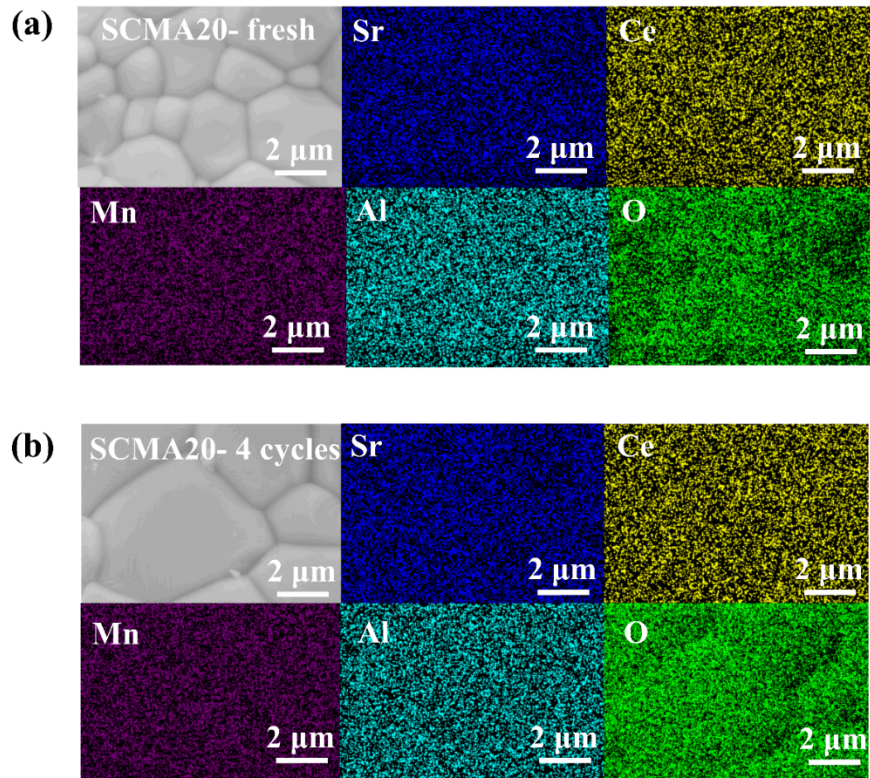 (a)
SCMA20- fresh
Sr
Ce
2 μm
2 μm
2 μm
Mn
Al
O
2 μm
2 μm
2 μm
(b)
SCMA20- 4 cycles
Sr
Ce
2 μm
2 μm
2 μm
Mn
Al
O
2 μm
2 μm
2 μm